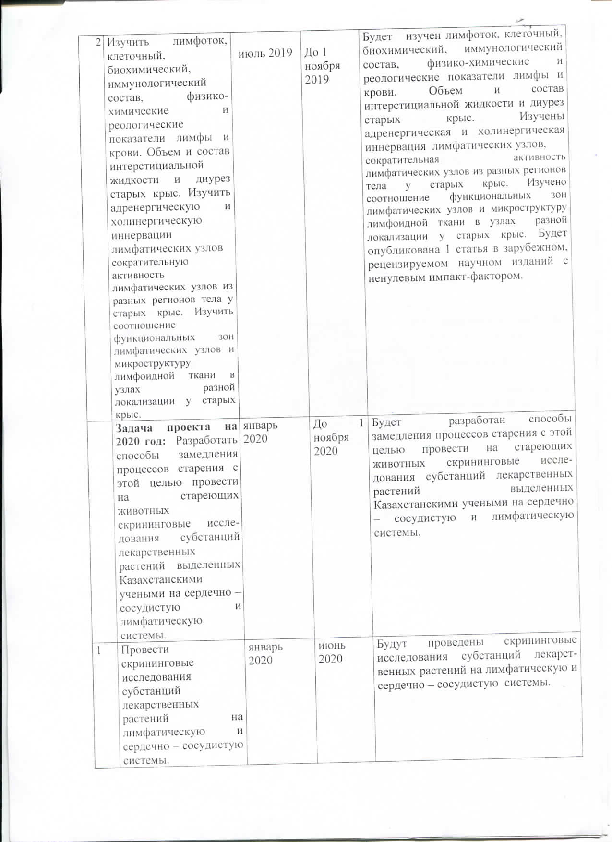 2
Изучить лимфоток,
клеточный,
биохимический,
иммунологический
состав, физико-
химические и
реологические
показатели лимфы и
крови. Объем и состав
интерстициальной
жидкости и диурез
старых крыс. Изучить
адренергическую и
холинергическую
иннервации
лимфатических узлов
сократительную
активность
лимфатических узлов из
разных регионов тела у
старых крыс. Изучить
соотношение
функциональных зон
лимфатических узлов и
микроструктуру
лимфоидной ткани в
узлах разной
локализации у старых
крыс.
июль 2019
До 1
ноября
2019
Будет изучен лимфоток, клеточный,
биохимический, иммунологический
состав, физико-химические и
реологические показатели лимфы и
крови. Объем и состав
интерстициальной жидкости и диурез
старых крыс. Изучены
адренергическая и холинергическая
иннервация лимфатических узлов,
сократительная активность
лимфатических узлов из разных регионов
тела у старых крыс. Изучено
соотношение функциональных зон
лимфатических узлов и микроструктуру
лимфоидной ткани в узлах разной
локализации у старых крыс. Будет
опубликована 1 статья в зарубежном,
рецензируемом научном изданий с
ненулевым импакт-фактором.
Задача проекта на
2020 год: Разработать
способы замедления
процессов старения с
этой целью провести
на стареющих
животных
скрининговые иссле-
дования субстанций
лекарственных
растений выделенных
Казахстанскими
учеными на сердечно –
сосудистую и
лимфатическую
системы.
январь
2020
До 1
ноября
2020
Будет разработан способы
замедления процессов старения с этой
целью провести на стареющих
животных скрининговые иссле-
дования субстанций лекарственных
растений выделенных
Казахстанскими учеными на сердечно
– сосудистую и лимфатическую
системы.
1
Провести
скрининговые
исследования
субстанций
лекарственных
растений на
лимфатическую и
сердечно – сосудистую
системы.
январь
2020
июнь
2020
Будут проведены скрининговые
исследования субстанций лекарст-
венных растений на лимфатическую и
сердечно – сосудистую системы.